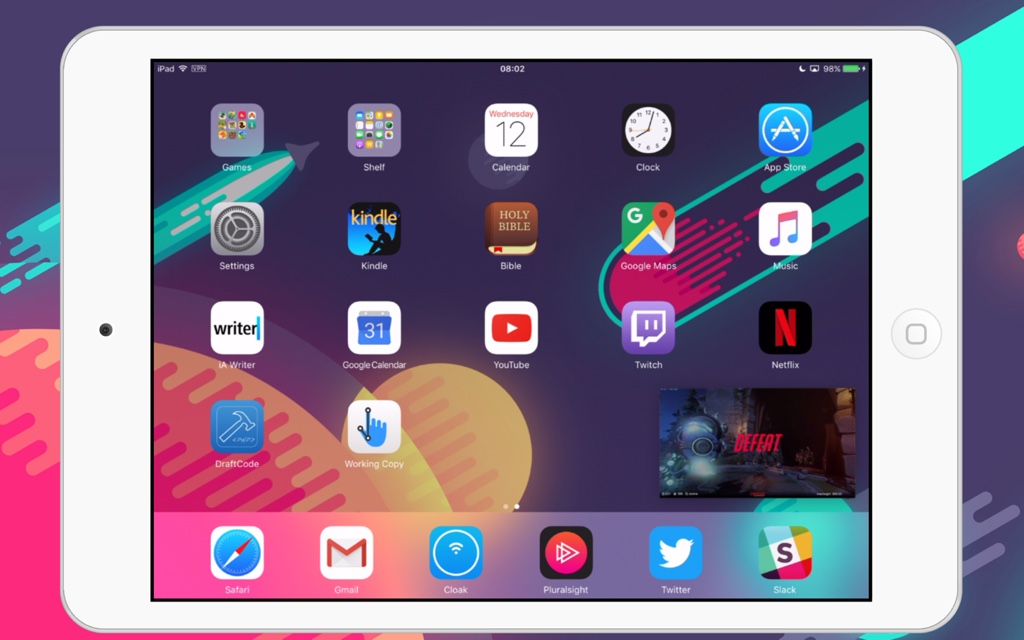 iPad VPN 08:02 98%
Games
Shelf
Wednesday
12
Calendar
12
Clock
App Store
Settings
kindle
Kindle
HOLY
BIBLE
Bible
G
Google Maps
Music
writer
iA Writer
31
Google Calendar
YouTube
Twitch
N
Netflix
DraftCode
Working Copy
DEFEAT
Safari
Gmail
Cloak
Pluralsight
Twitter
S
Slack